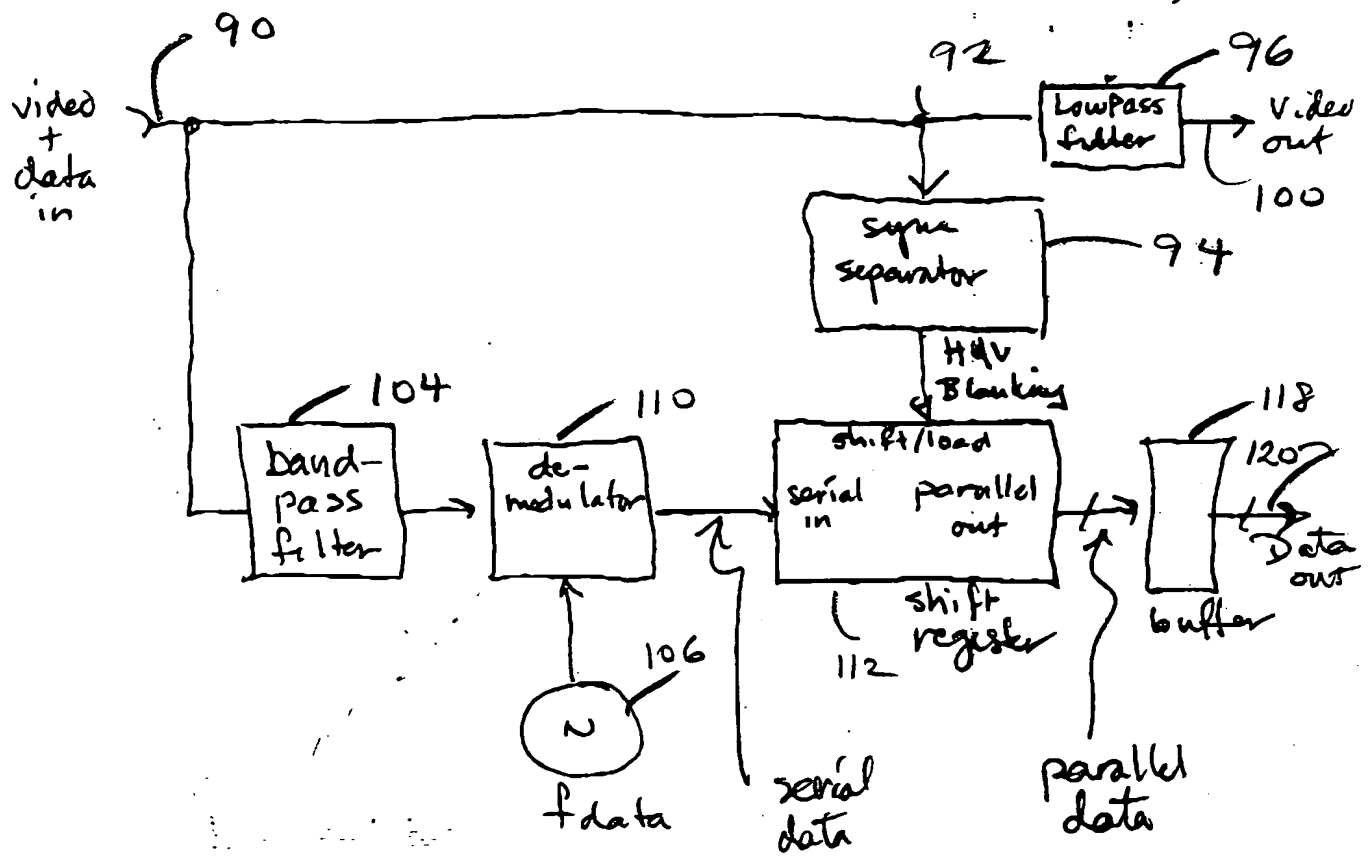 90
92
96
video
+
data
in
LowPass
filter
Video
out
100
sync
separator
94
H&V
Blanking
104
110
118
120
band-
pass
filter
de-
modulator
shift/load
serial
in
parallel
out
Data
out
112
shift
register
buffer
106
~
f data
serial
data
parallel
data